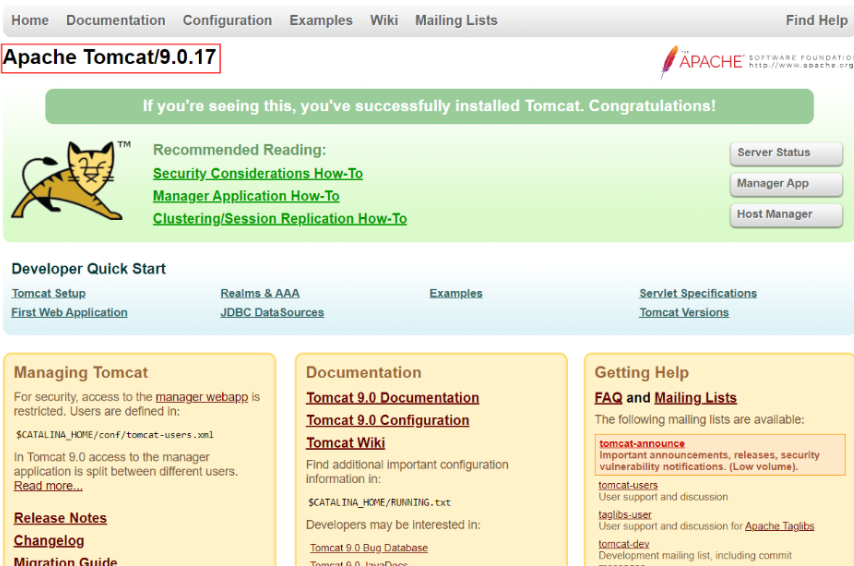 Home Documentation Configuration Examples Wiki Mailing Lists Find Help
Apache Tomcat/9.0.17
THE
APACHE SOFTWARE FOUNDATION
http://www.apache.org
If you're seeing this, you've successfully installed Tomcat. Congratulations!
TM
Recommended Reading:
Security Considerations How-To
Manager Application How-To
Clustering/Session Replication How-To
Server Status
Manager App
Host Manager
Developer Quick Start
Tomcat Setup
First Web Application
Realms & AAA
JDBC DataSources
Examples
Servlet Specifications
Tomcat Versions
Managing Tomcat
For security, access to the manager webapp is
restricted. Users are defined in:
$CATALINA_HOME/conf/tomcat-users.xml
In Tomcat 9.0 access to the manager
application is split between different users.
Read more...
Release Notes
Changelog
Migration Guide
Documentation
Tomcat 9.0 Documentation
Tomcat 9.0 Configuration
Tomcat Wiki
Find additional important configuration
information in:
$CATALINA_HOME/RUNNING.txt
Developers may be interested in:
Tomcat 9.0 Bug Database
Tomcat 9.0 JavaDocs
Getting Help
FAQ and Mailing Lists
The following mailing lists are available:
tomcat-announce
Important announcements, releases, security
vulnerability notifications. (Low volume).
tomcat-users
User support and discussion
taglibs-user
User support and discussion for Apache Taglibs
tomcat-dev
Development mailing list, including commit
messages